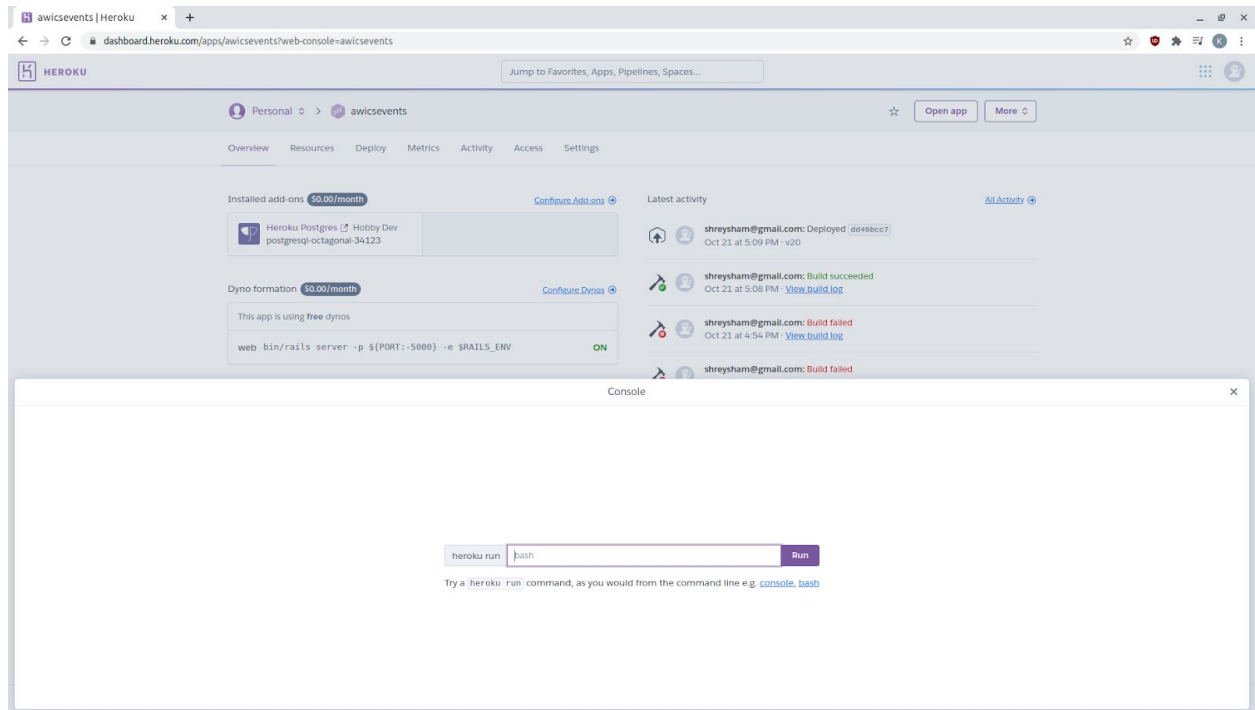 awicsevents | Heroku
dashboard.heroku.com/apps/awicsevents?web-console=awicsevents
K
HEROKU
Jump to Favorites, Apps, Pipelines, Spaces...
Personal > awicsevents
Open app
More
Overview Resources Deploy Metrics Activity Access Settings
Installed add-ons $0.00/month
Configure Add-ons
Heroku Postgres Hobby Dev
postgresql-octagonal-34123
Dyno formation $0.00/month
Configure Dynos
This app is using free dynos
web bin/rails server -p ${PORT:-5000} -e $RAILS_ENV ON
Latest activity
All Activity
shreysham@gmail.com: Deployed dd49bcc7
Oct 21 at 5:09 PM · v20
shreysham@gmail.com: Build succeeded
Oct 21 at 5:08 PM · View build log
shreysham@gmail.com: Build failed
Oct 21 at 4:54 PM · View build log
shreysham@gmail.com: Build failed
Console
heroku run bash Run
Try a heroku run command, as you would from the command line e.g. console, bash